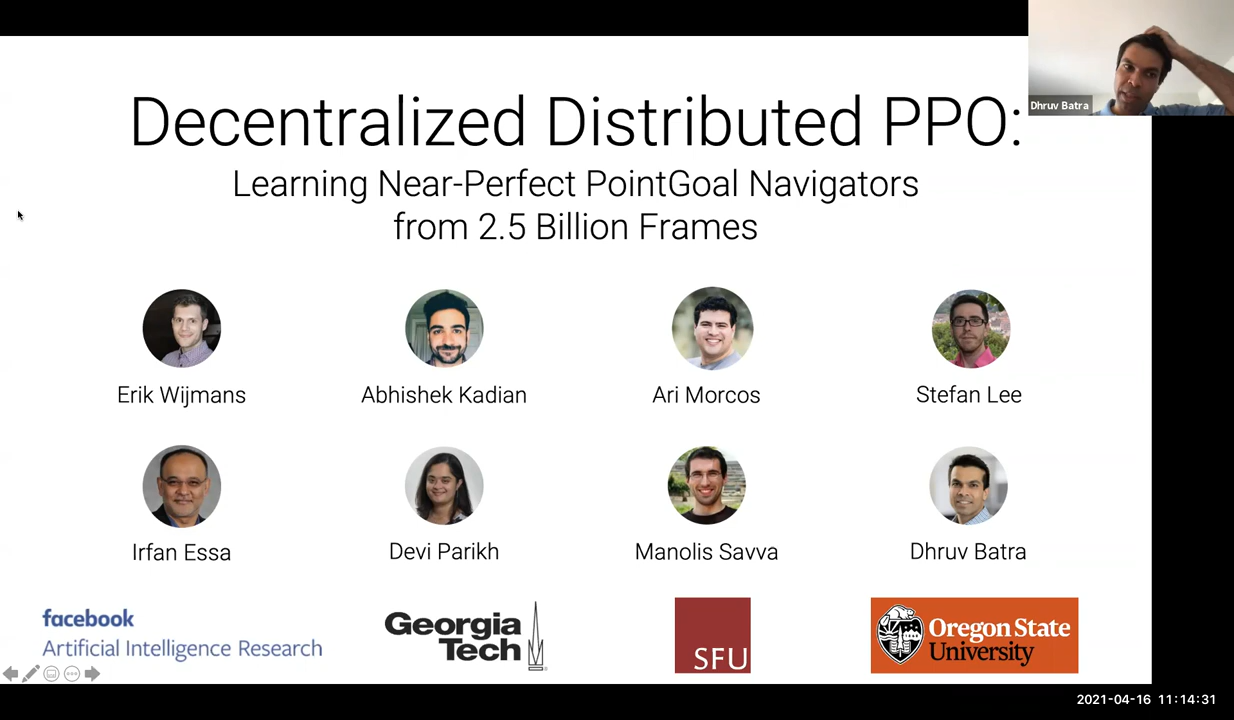 Dhruv Batra
Decentralized Distributed PPO:
Learning Near-Perfect PointGoal Navigators
from 2.5 Billion Frames
Erik Wijmans
Abhishek Kadian
Ari Morcos
Stefan Lee
Irfan Essa
Devi Parikh
Manolis Savva
Dhruv Batra
facebook
Artificial Intelligence Research
Georgia
Tech
SFU
Oregon State
University
2021-04-16 11:14:31